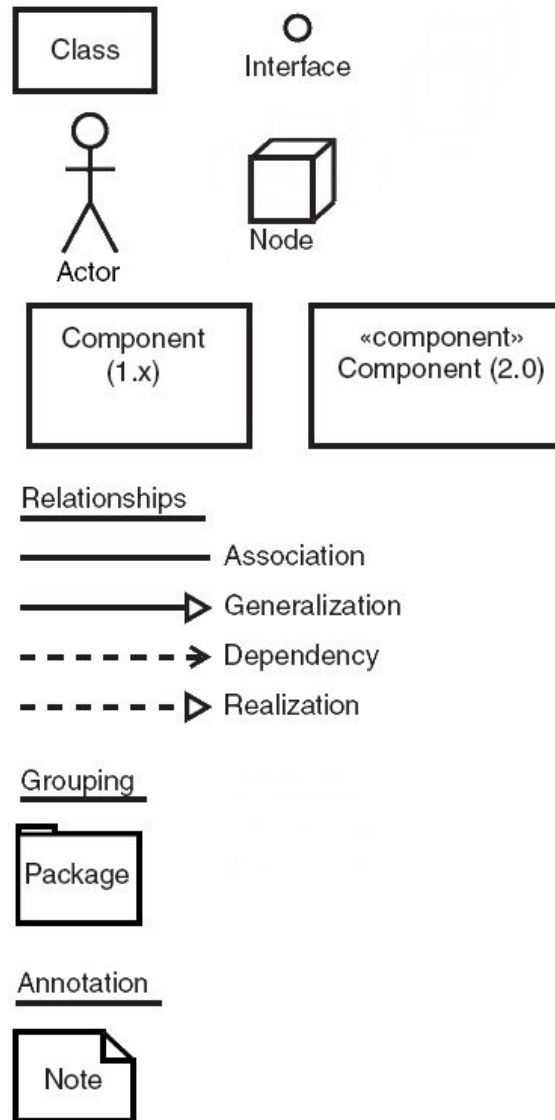 Class
Interface
Actor
Node
Component
(1.x)
«component»
Component (2.0)
Relationships
Association
Generalization
Dependency
Realization
Grouping
Package
Annotation
Note